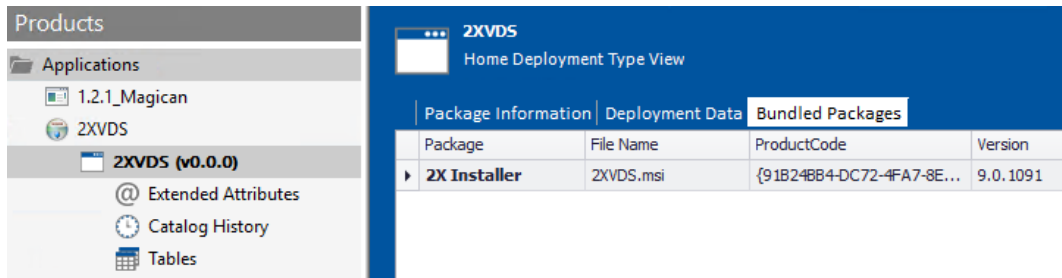 Products
Applications
1.2.1_Magican
2XVDS
2XVDS (v0.0.0)
Extended Attributes
Catalog History
Tables
2XVDS
Home Deployment Type View
Package Information Deployment Data Bundled Packages
Package File Name ProductCode Version
2X Installer 2XVDS.msi {91B24BB4-DC72-4FA7-8E... 9.0.1091